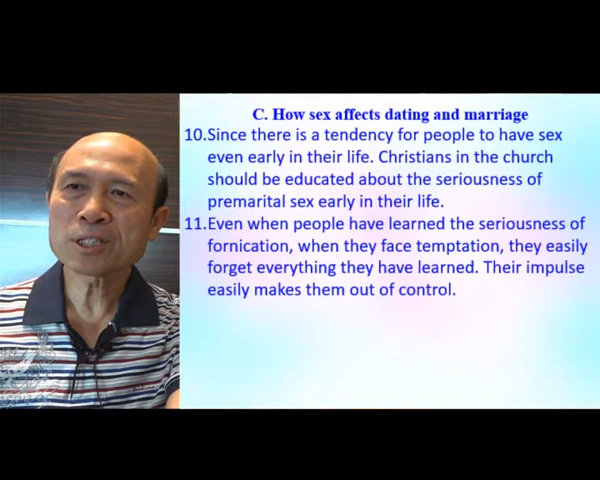 C. How sex affects dating and marriage
10.Since there is a tendency for people to have sex
even early in their life. Christians in the church
should be educated about the seriousness of
premarital sex early in their life.
11.Even when people have learned the seriousness of
fornication, when they face temptation, they easily
forget everything they have learned. Their impulse
easily makes them out of control.